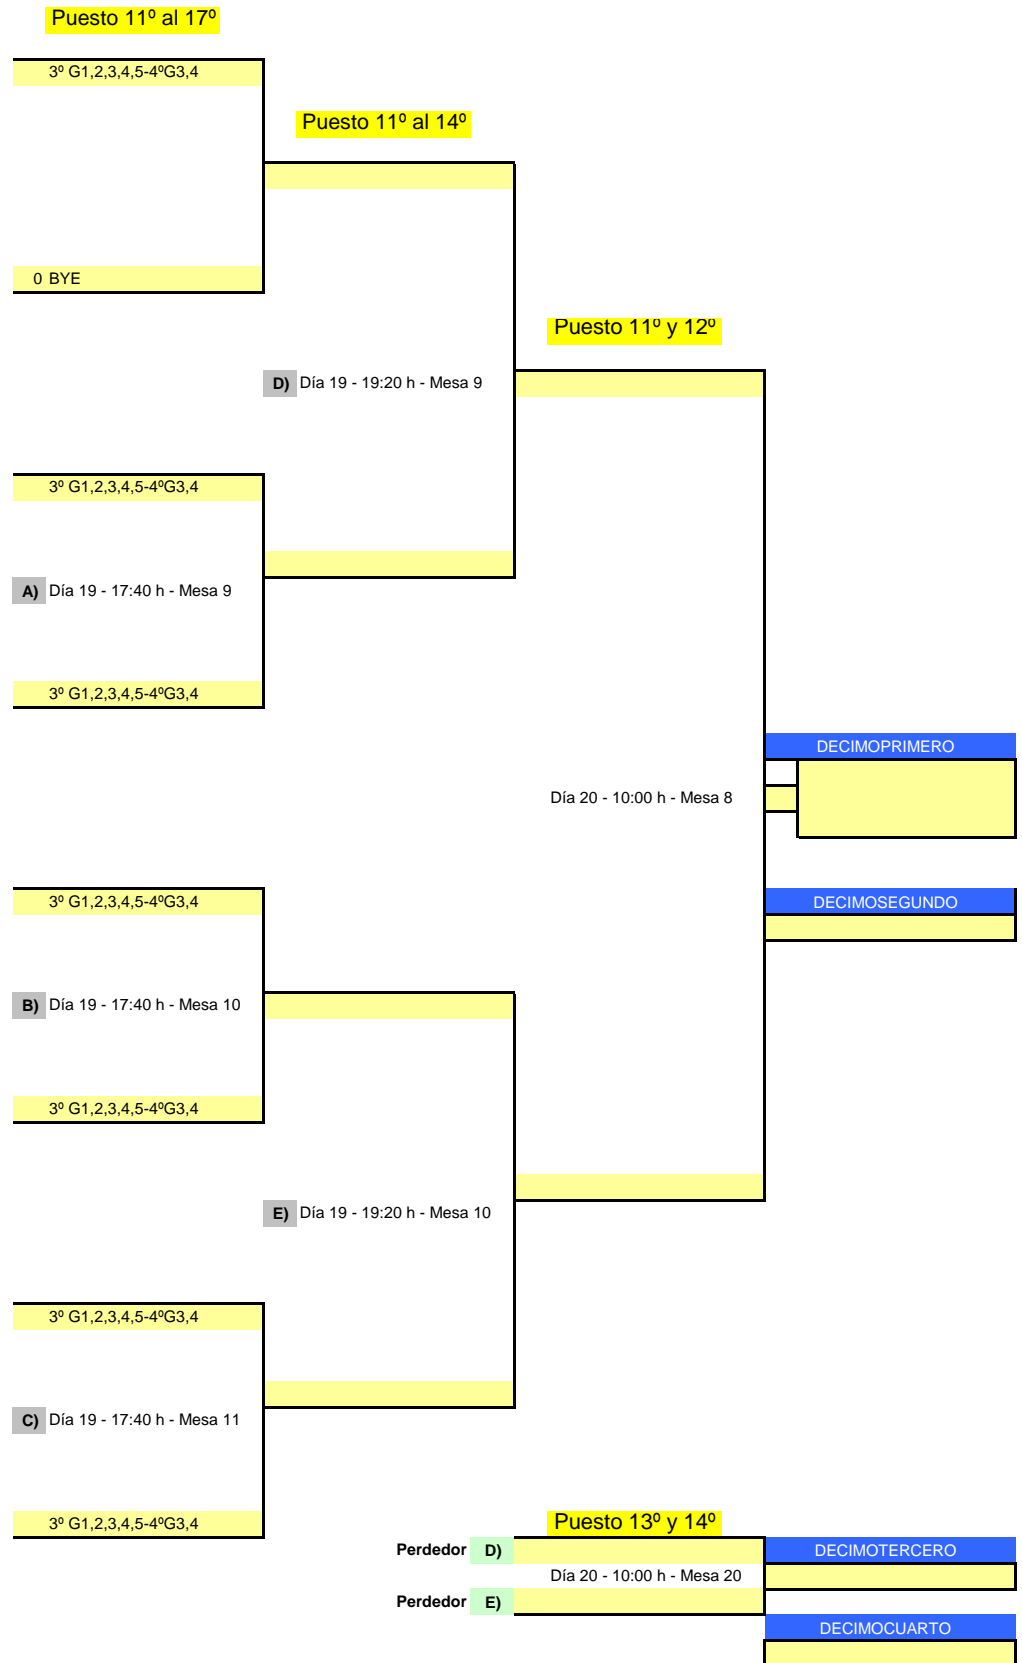 Puesto 11º al 17º
3º G1,2,3,4,5-4ºG3,4
Puesto 11º al 14º
0 BYE
Puesto 11º y 12º
D) Día 19 - 19:20 h - Mesa 9
3º G1,2,3,4,5-4ºG3,4
A) Día 19 - 17:40 h - Mesa 9
3º G1,2,3,4,5-4ºG3,4
DECIMOPRIMERO
Día 20 - 10:00 h - Mesa 8
3º G1,2,3,4,5-4ºG3,4
DECIMOSEGUNDO
B) Día 19 - 17:40 h - Mesa 10
3º G1,2,3,4,5-4ºG3,4
E) Día 19 - 19:20 h - Mesa 10
3º G1,2,3,4,5-4ºG3,4
C) Día 19 - 17:40 h - Mesa 11
3º G1,2,3,4,5-4ºG3,4
Puesto 13º y 14º
Perdedor D)
DECIMOTERCERO
Día 20 - 10:00 h - Mesa 20
Perdedor E)
DECIMOCUARTO